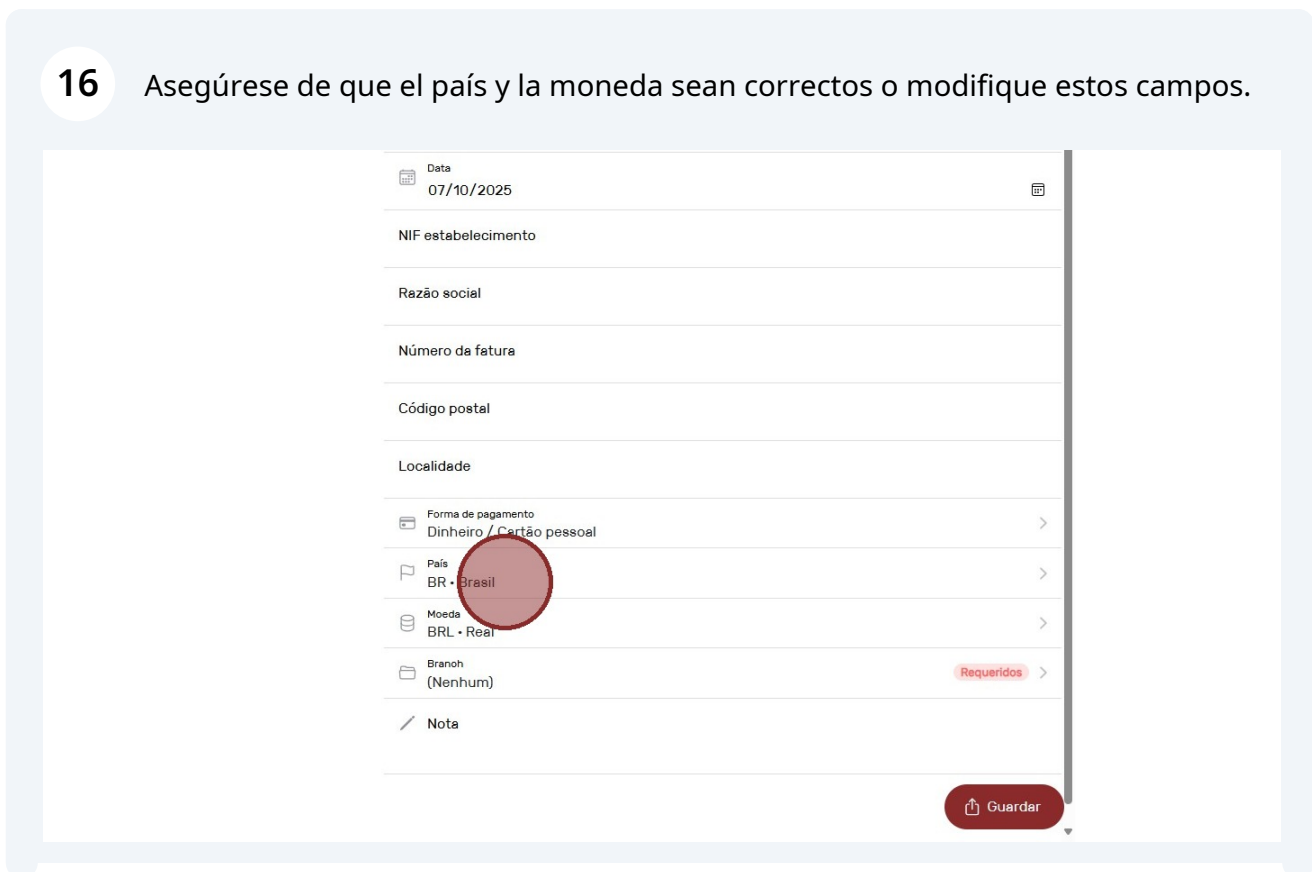 16 Asegúrese de que el país y la moneda sean correctos o modifique estos campos.
Data
07/10/2025
NIF estabelecimento
Razão social
Número da fatura
Código postal
Localidade
Forma de pagamento
Dinheiro / Cartão pessoal
País
BR • Brasil
Moeda
BRL • Real
Branoh
(Nenhum)
Requeridos
Nota
Guardar